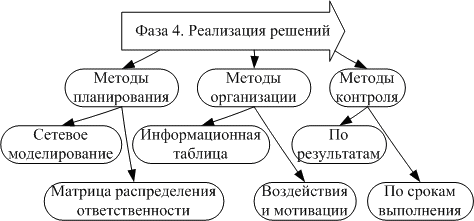 Фаза 4. Реализация решений
Методы
планирования
Методы
организации
Методы
контроля
Сетевое
моделирование
Информационная
таблица
По
результатам
Матрица распределения
ответственности
Воздействия
и мотивации
По срокам
выполнения